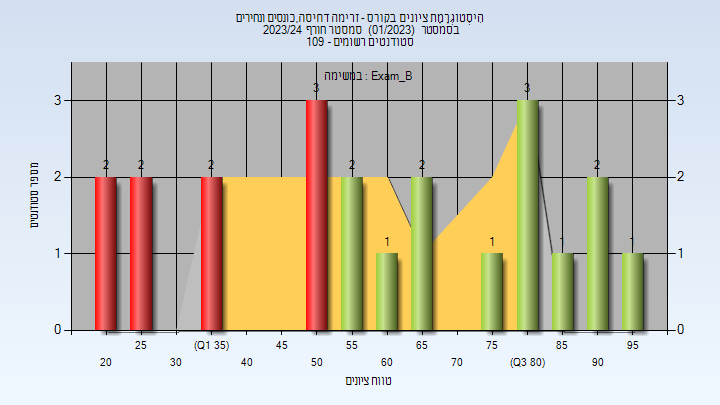 היסטוגרמת ציונים בקורס - זרימה דחיסה,כונסים ונחירים
בסמסטר (01/2023) סמסטר חורף 2023/24
סטודנטים רשומים - 109
במשימה : Exam_B
מספר סטודנטים
3 3
2 2
1 1
0 0
2 2 2 3 2 1 2 1 3 1 2 1
25 (Q1 35) 45 55 65 75 85 95
20 30 40 50 60 70 (Q3 80) 90
טווח ציונים